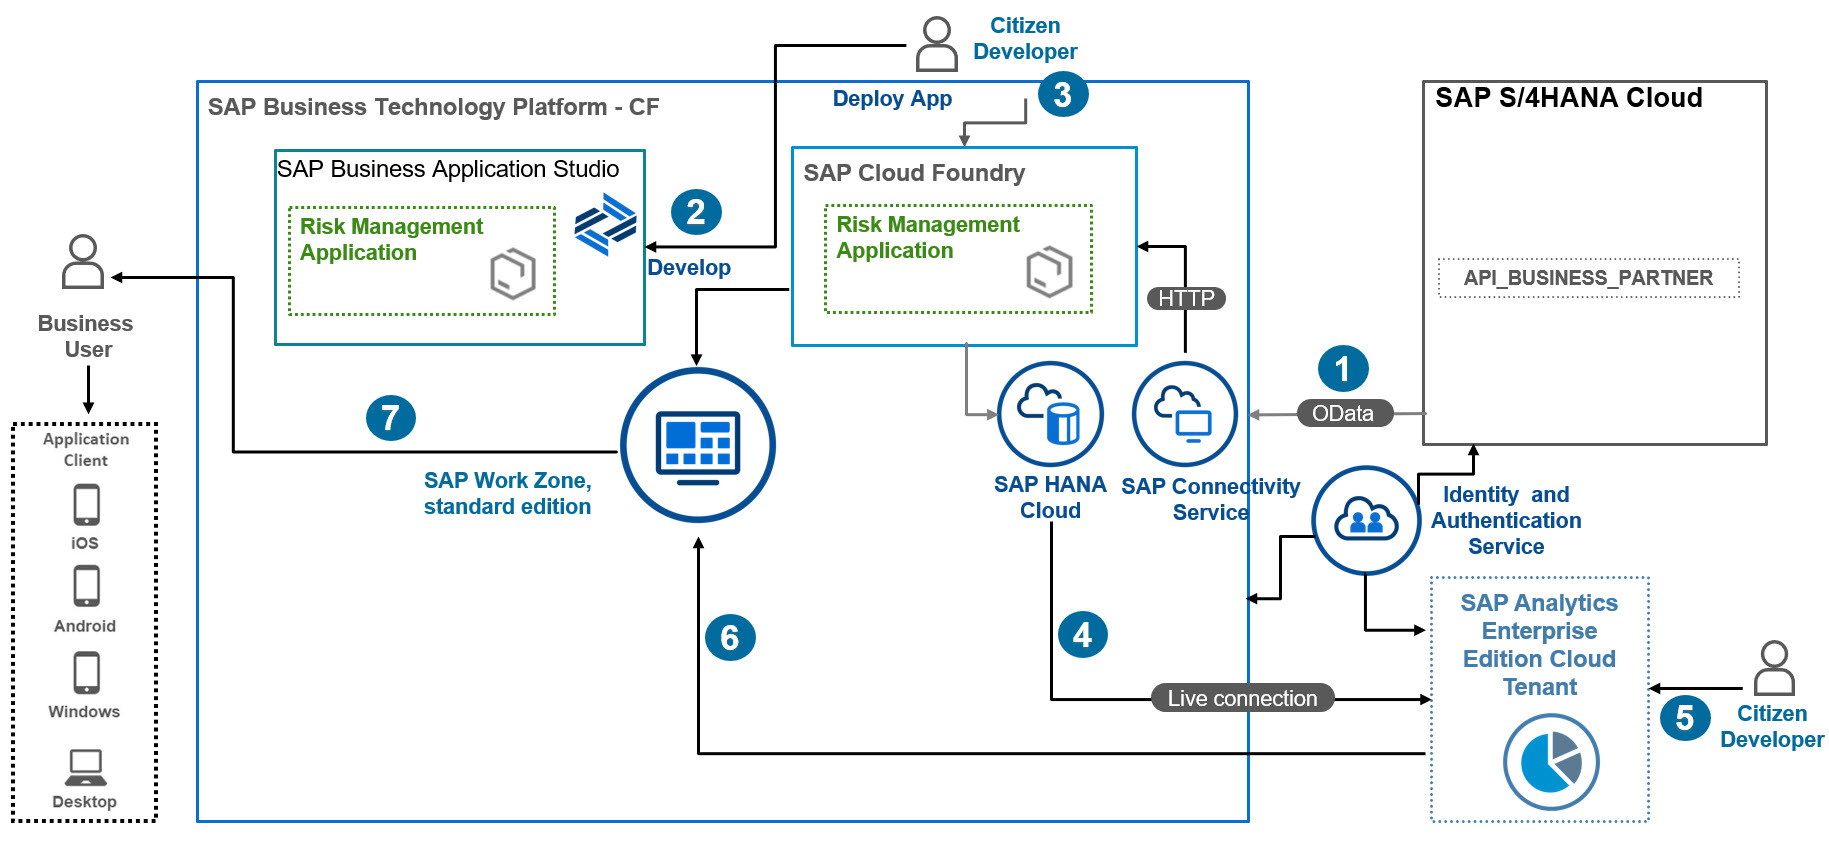 Citizen
Developer
3
Deploy App
SAP Business Technology Platform - CF
SAP Business Application Studio
Risk Management
Application
2
Develop
SAP Cloud Foundry
Risk Management
Application
HTTP
SAP S/4HANA Cloud
API_BUSINESS_PARTNER
1
OData
Business
User
Application
Client
iOS
Android
Windows
Desktop
7
SAP Work Zone,
standard edition
SAP HANA
Cloud
SAP Connectivity
Service
Identity and
Authentication
Service
6
4
Live connection
SAP Analytics
Enterprise
Edition Cloud
Tenant
5
Citizen
Developer